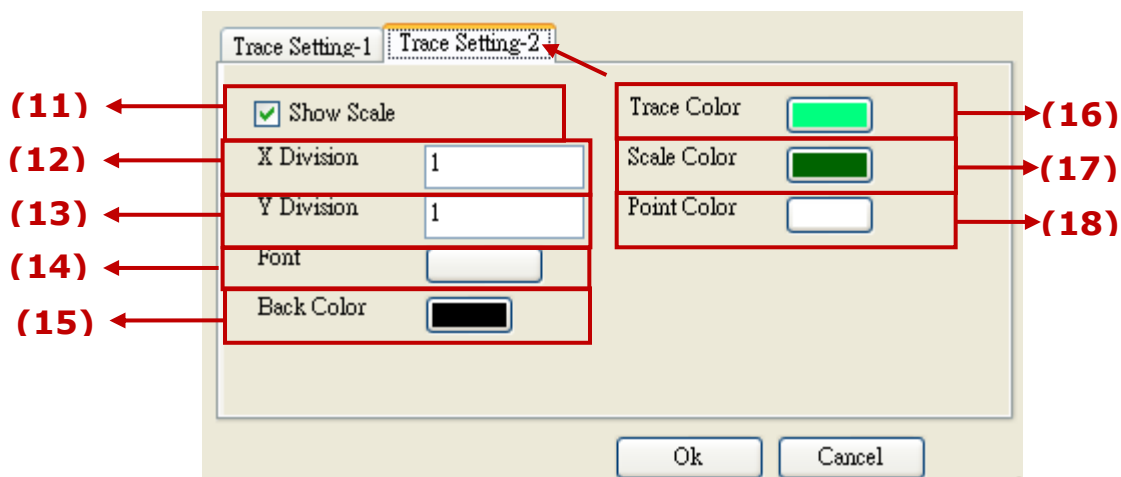 Trace Setting-1 Trace Setting-2
(11) Show Scale Trace Color (16)
(12) X Division 1 Scale Color (17)
(13) Y Division 1 Point Color (18)
(14) Font
(15) Back Color
Ok Cancel